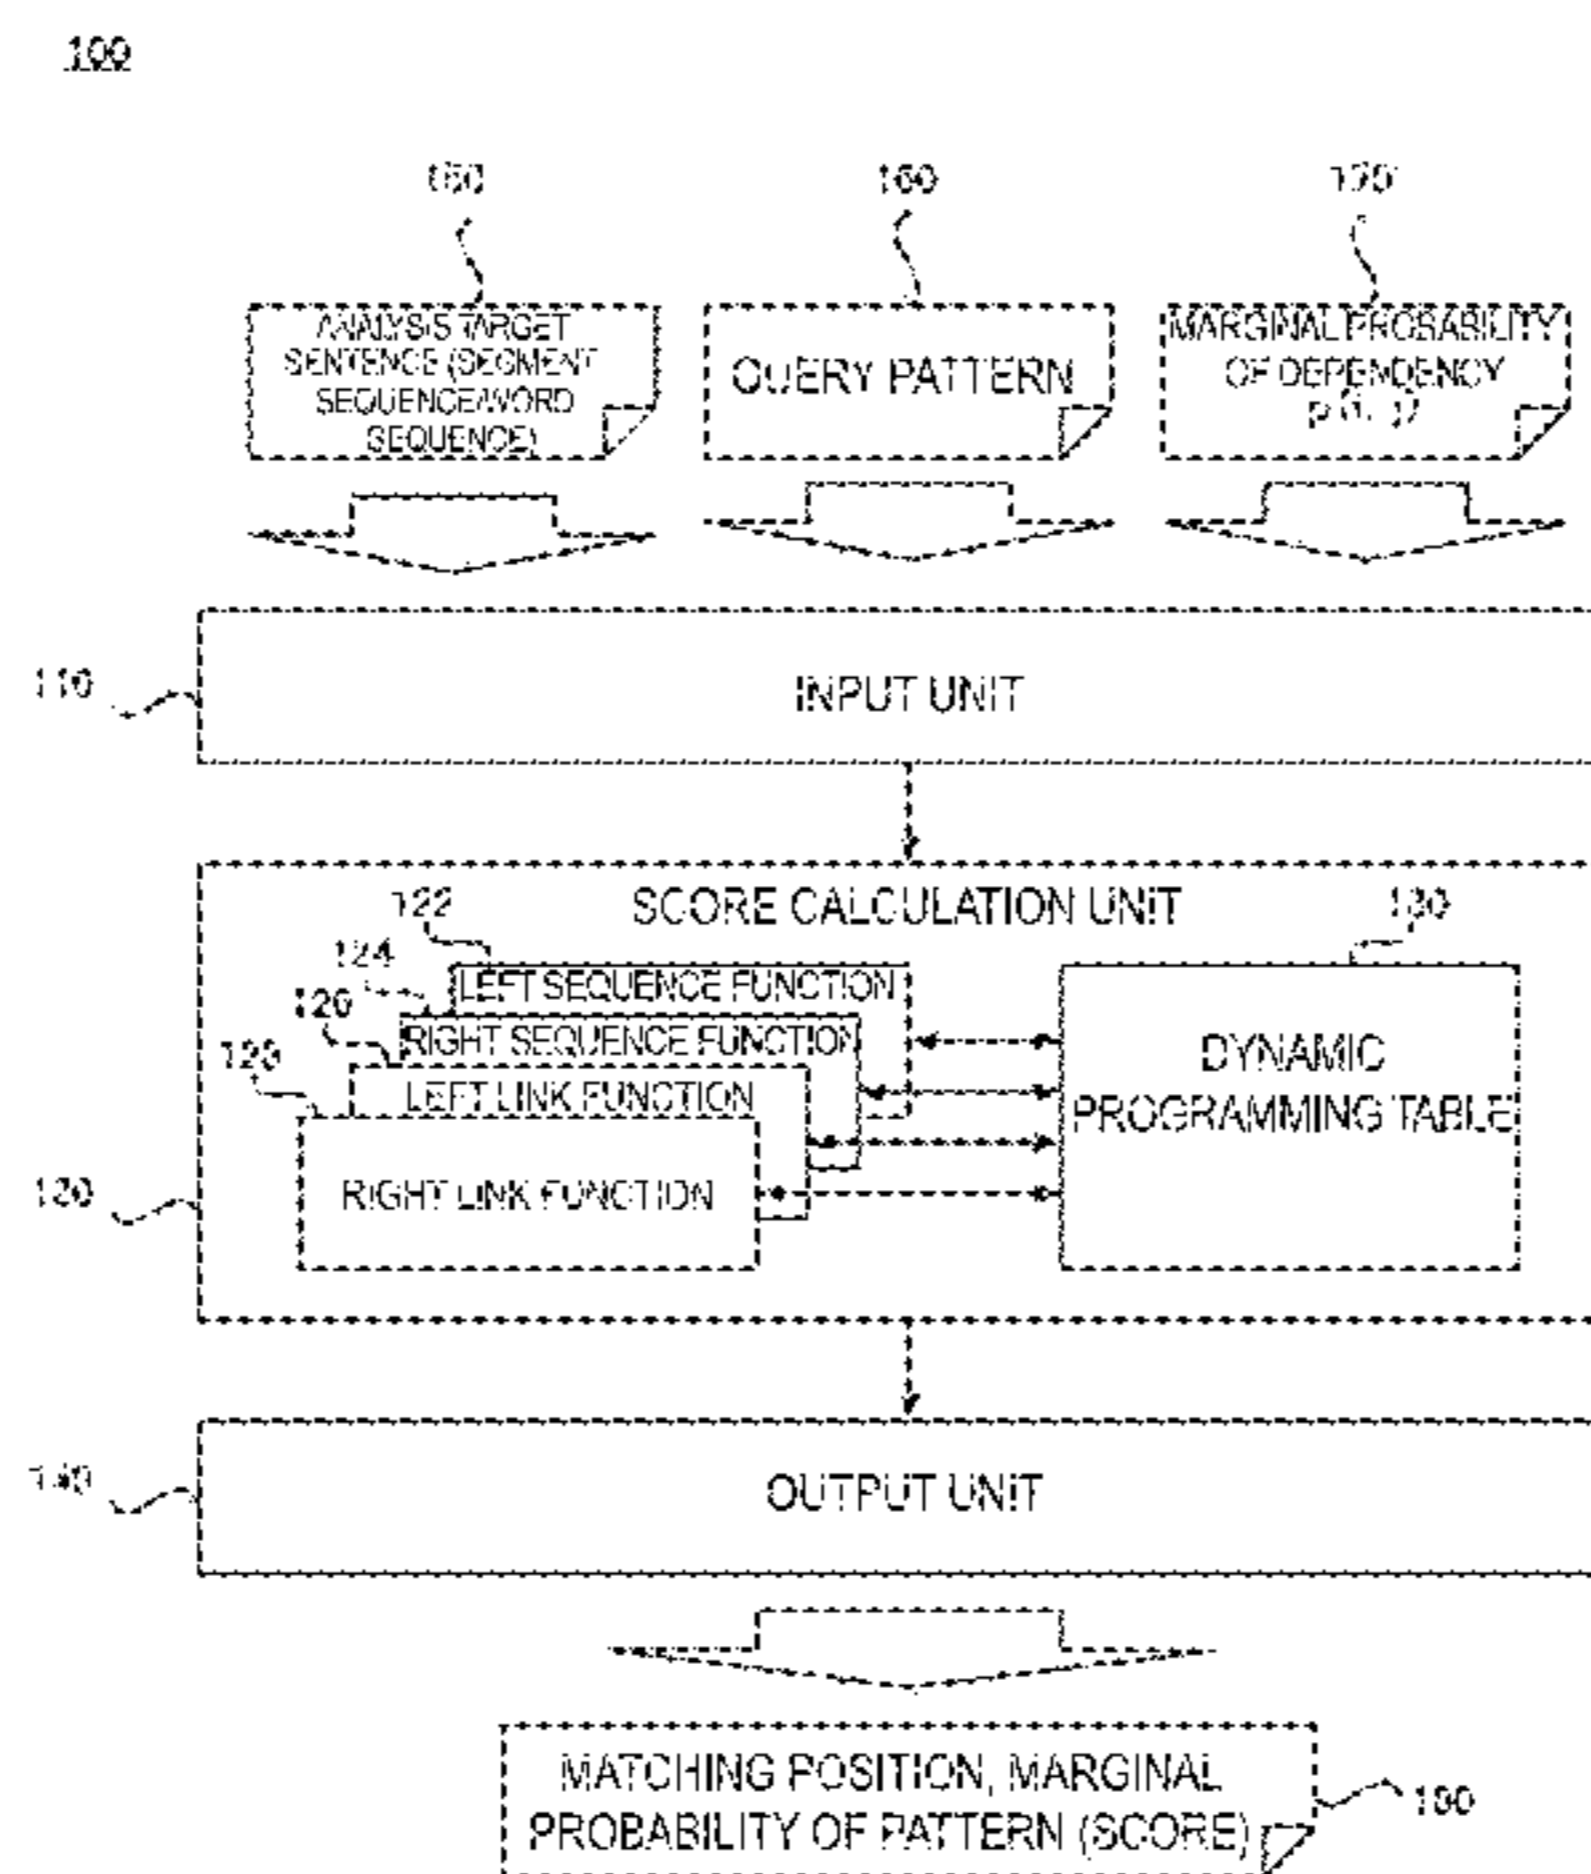 100
160
170
ANALYSIS TARGET
SENTENCE (SEGMENT
SEQUENCE/WORD
SEQUENCE)
QUERY PATTERN
MARGINAL PROBABILITY
OF DEPENDENCY
110
INPUT UNIT
122
SCORE CALCULATION UNIT
130
124
LEFT SEQUENCE FUNCTION
RIGHT SEQUENCE FUNCTION
LEFT LINK FUNCTION
DYNAMIC
PROGRAMMING TABLE
120
RIGHT LINK FUNCTION
140
OUTPUT UNIT
MATCHING POSITION, MARGINAL
PROBABILITY OF PATTERN (SCORE)